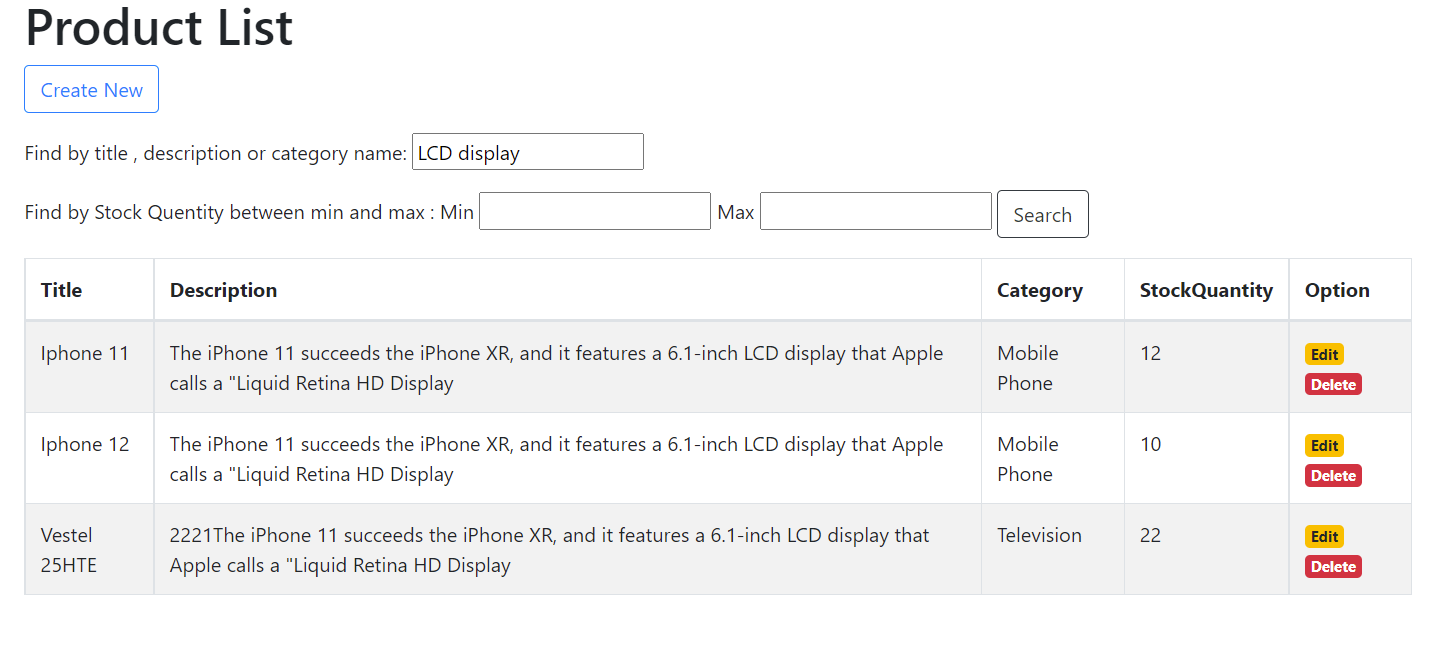 Product List
Create New
Find by title , description or category name: LCD display
Find by Stock Quentity between min and max : Min Max Search
Title Description Category StockQuantity Option
Iphone 11 The iPhone 11 succeeds the iPhone XR, and it features a 6.1-inch LCD display that Apple Mobile 12 Edit
calls a "Liquid Retina HD Display Phone Delete
Iphone 12 The iPhone 11 succeeds the iPhone XR, and it features a 6.1-inch LCD display that Apple Mobile 10 Edit
calls a "Liquid Retina HD Display Phone Delete
Vestel 2221The iPhone 11 succeeds the iPhone XR, and it features a 6.1-inch LCD display that Television 22 Edit
25HTE Apple calls a "Liquid Retina HD Display Delete